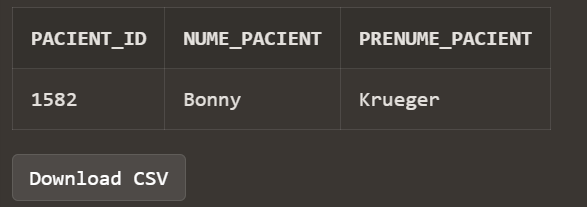 PACIENT_ID NUME_PACIENT PRENUME_PACIENT
1582 Bonny Krueger
Download CSV